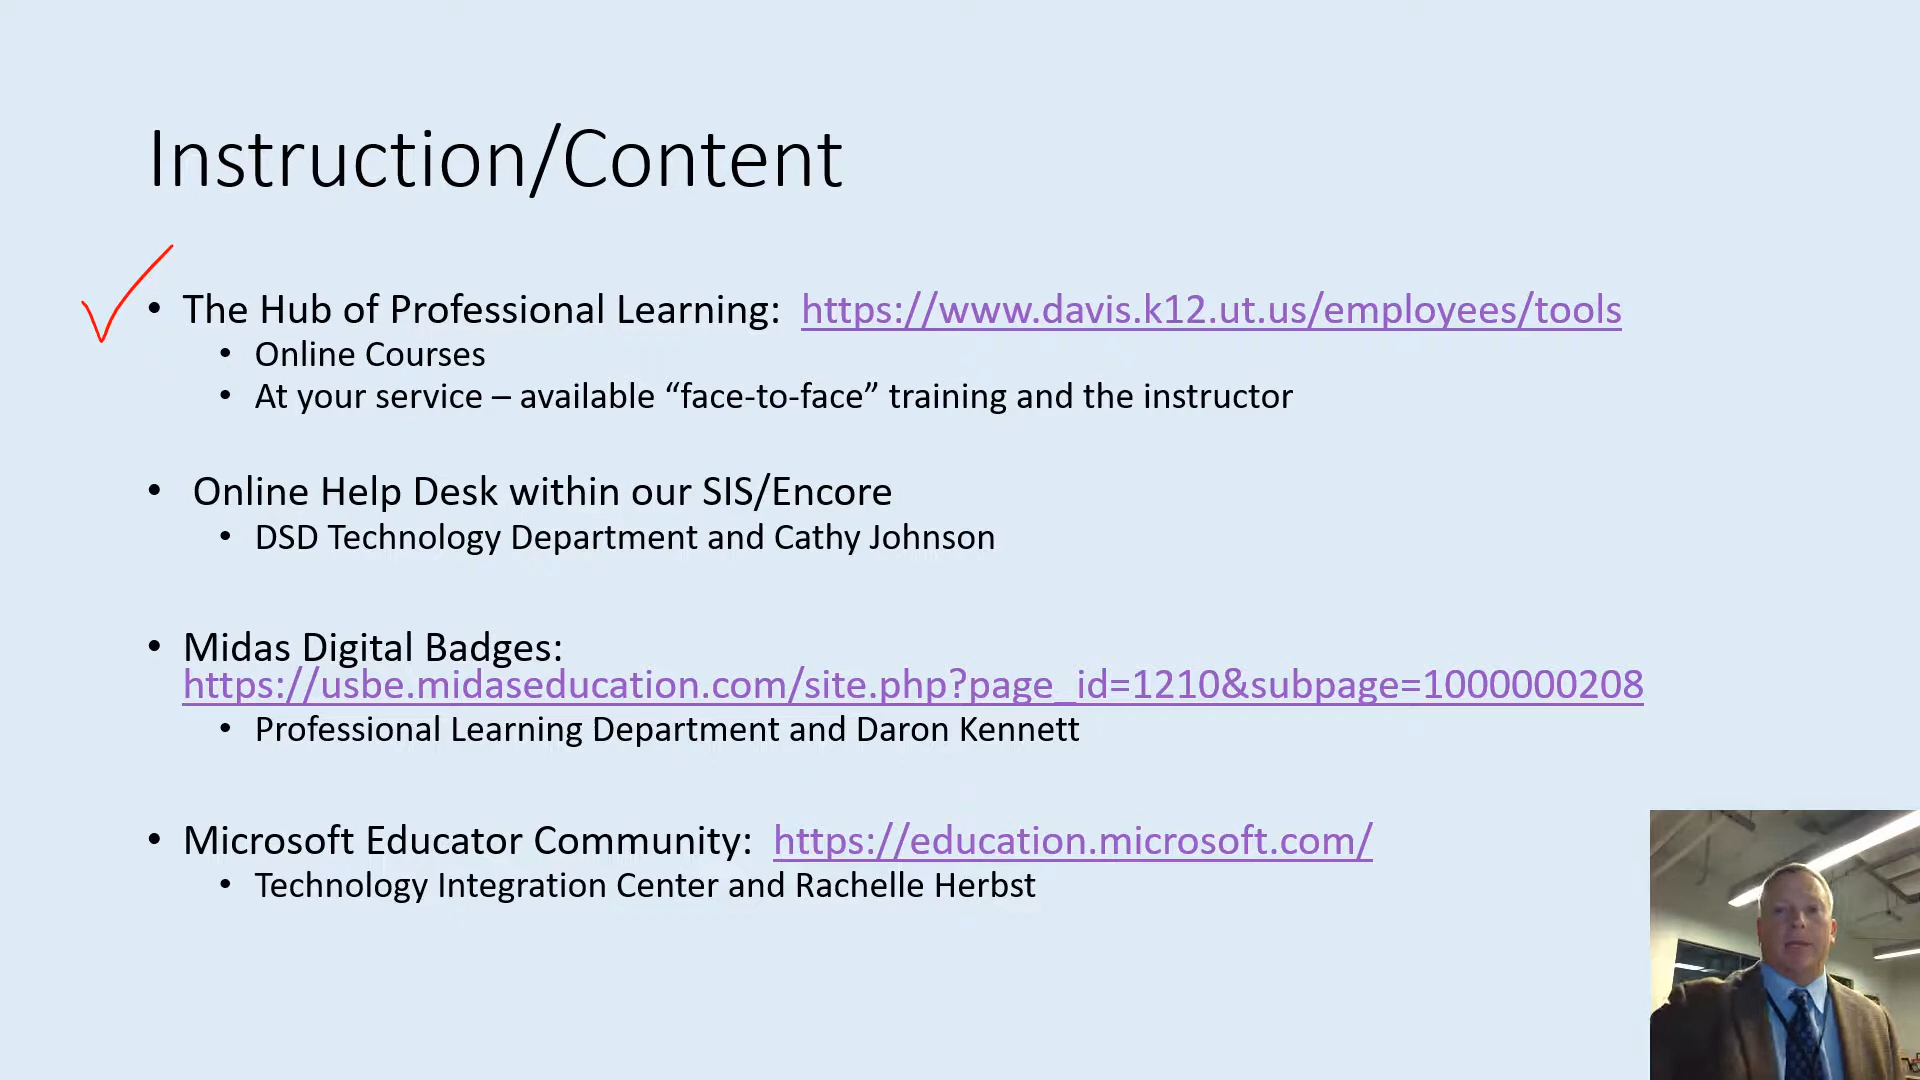 Instruction/Content
• The Hub of Professional Learning: https://www.davis.k12.ut.us/employees/tools
• Online Courses
• At your service – available “face-to-face” training and the instructor
• Online Help Desk within our SIS/Encore
• DSD Technology Department and Cathy Johnson
• Midas Digital Badges:
https://usbe.midaseducation.com/site.php?page_id=1210&subpage=1000000208
• Professional Learning Department and Daron Kennett
• Microsoft Educator Community: https://education.microsoft.com/
• Technology Integration Center and Rachelle Herbst